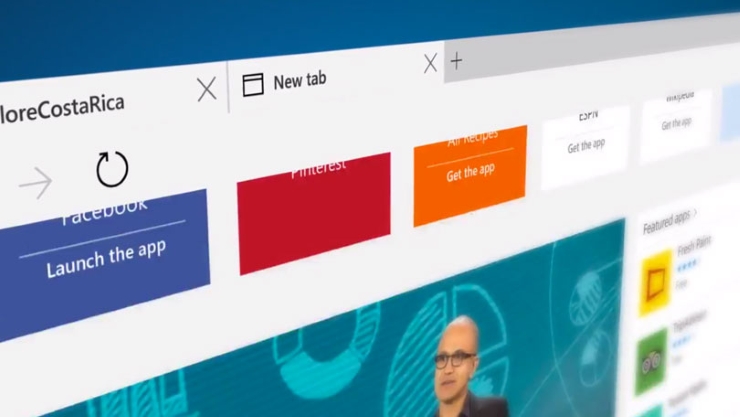 loreCostaRica
New tab
Facebook
Launch the app
Pinterest
All Recipes
Get the app
ESPN
Get the app
Wikipedia
Get the app
Featured apps
Fresh Paint
Free
TripAdvisor